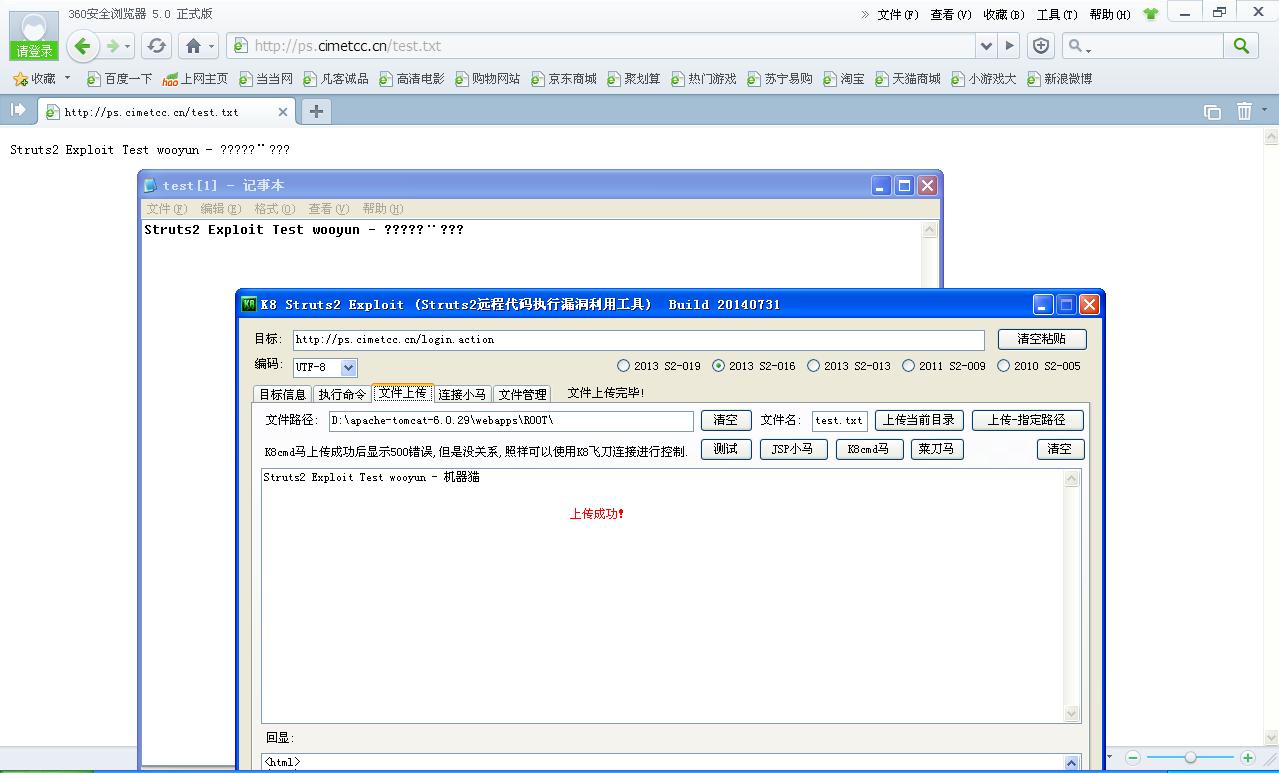 360安全浏览器 5.0 正式版
» 文件(F) 查看(V) 收藏(B) 工具(T) 帮助(H)
请登录
http://ps.cimetcc.cn/test.txt
收藏 百度一下 上网主页 当当网 凡客诚品 高清电影 购物网站 京东商城 聚划算 热门游戏 苏宁易购 淘宝 天猫商城 小游戏大 新浪微博
http://ps.cimetcc.cn/test.txt
Struts2 Exploit Test wooyun - ?????¨???
test[1] - 记事本
文件(F) 编辑(E) 格式(O) 查看(V) 帮助(H)
Struts2 Exploit Test wooyun - ?????¨???
K8 Struts2 Exploit (Struts2远程代码执行漏洞利用工具) Build 20140731
目标: http://ps.cimetcc.cn/login.action 清空粘贴
编码: UTF-8 2013 S2-019 2013 S2-016 2013 S2-013 2011 S2-009 2010 S2-005
目标信息 执行命令 文件上传 连接小马 文件管理 文件上传完毕!
文件路径: D:\apache-tomcat-6.0.29\webapps\ROOT\ 清空 文件名: test.txt 上传当前目录 上传-指定路径
K8cmd马上传成功后显示500错误,但是没关系,照样可以使用K8飞刀连接进行控制. 测试 JSP小马 K8cmd马 菜刀马 清空
Struts2 Exploit Test wooyun - 机器猫
上传成功!
回显:
<html>